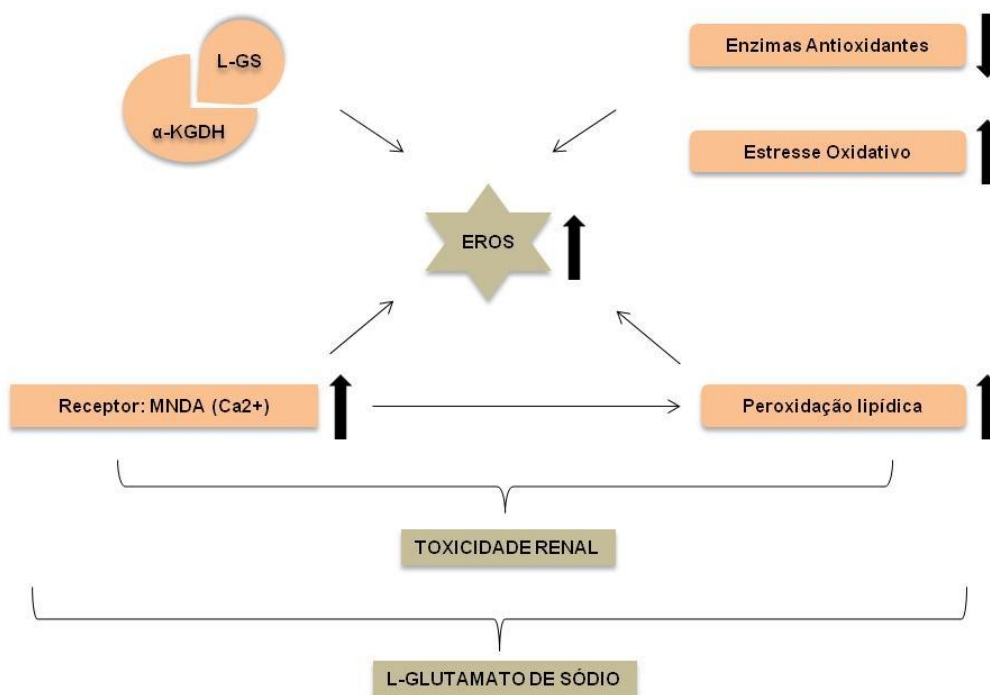 L-GS
α-KGDH
Enzimas Antioxidantes
Estresse Oxidativo
EROS
Receptor: MNDA (Ca2+)
Peroxidação lipídica
TOXICIDADE RENAL
L-GLUTAMATO DE SÓDIO